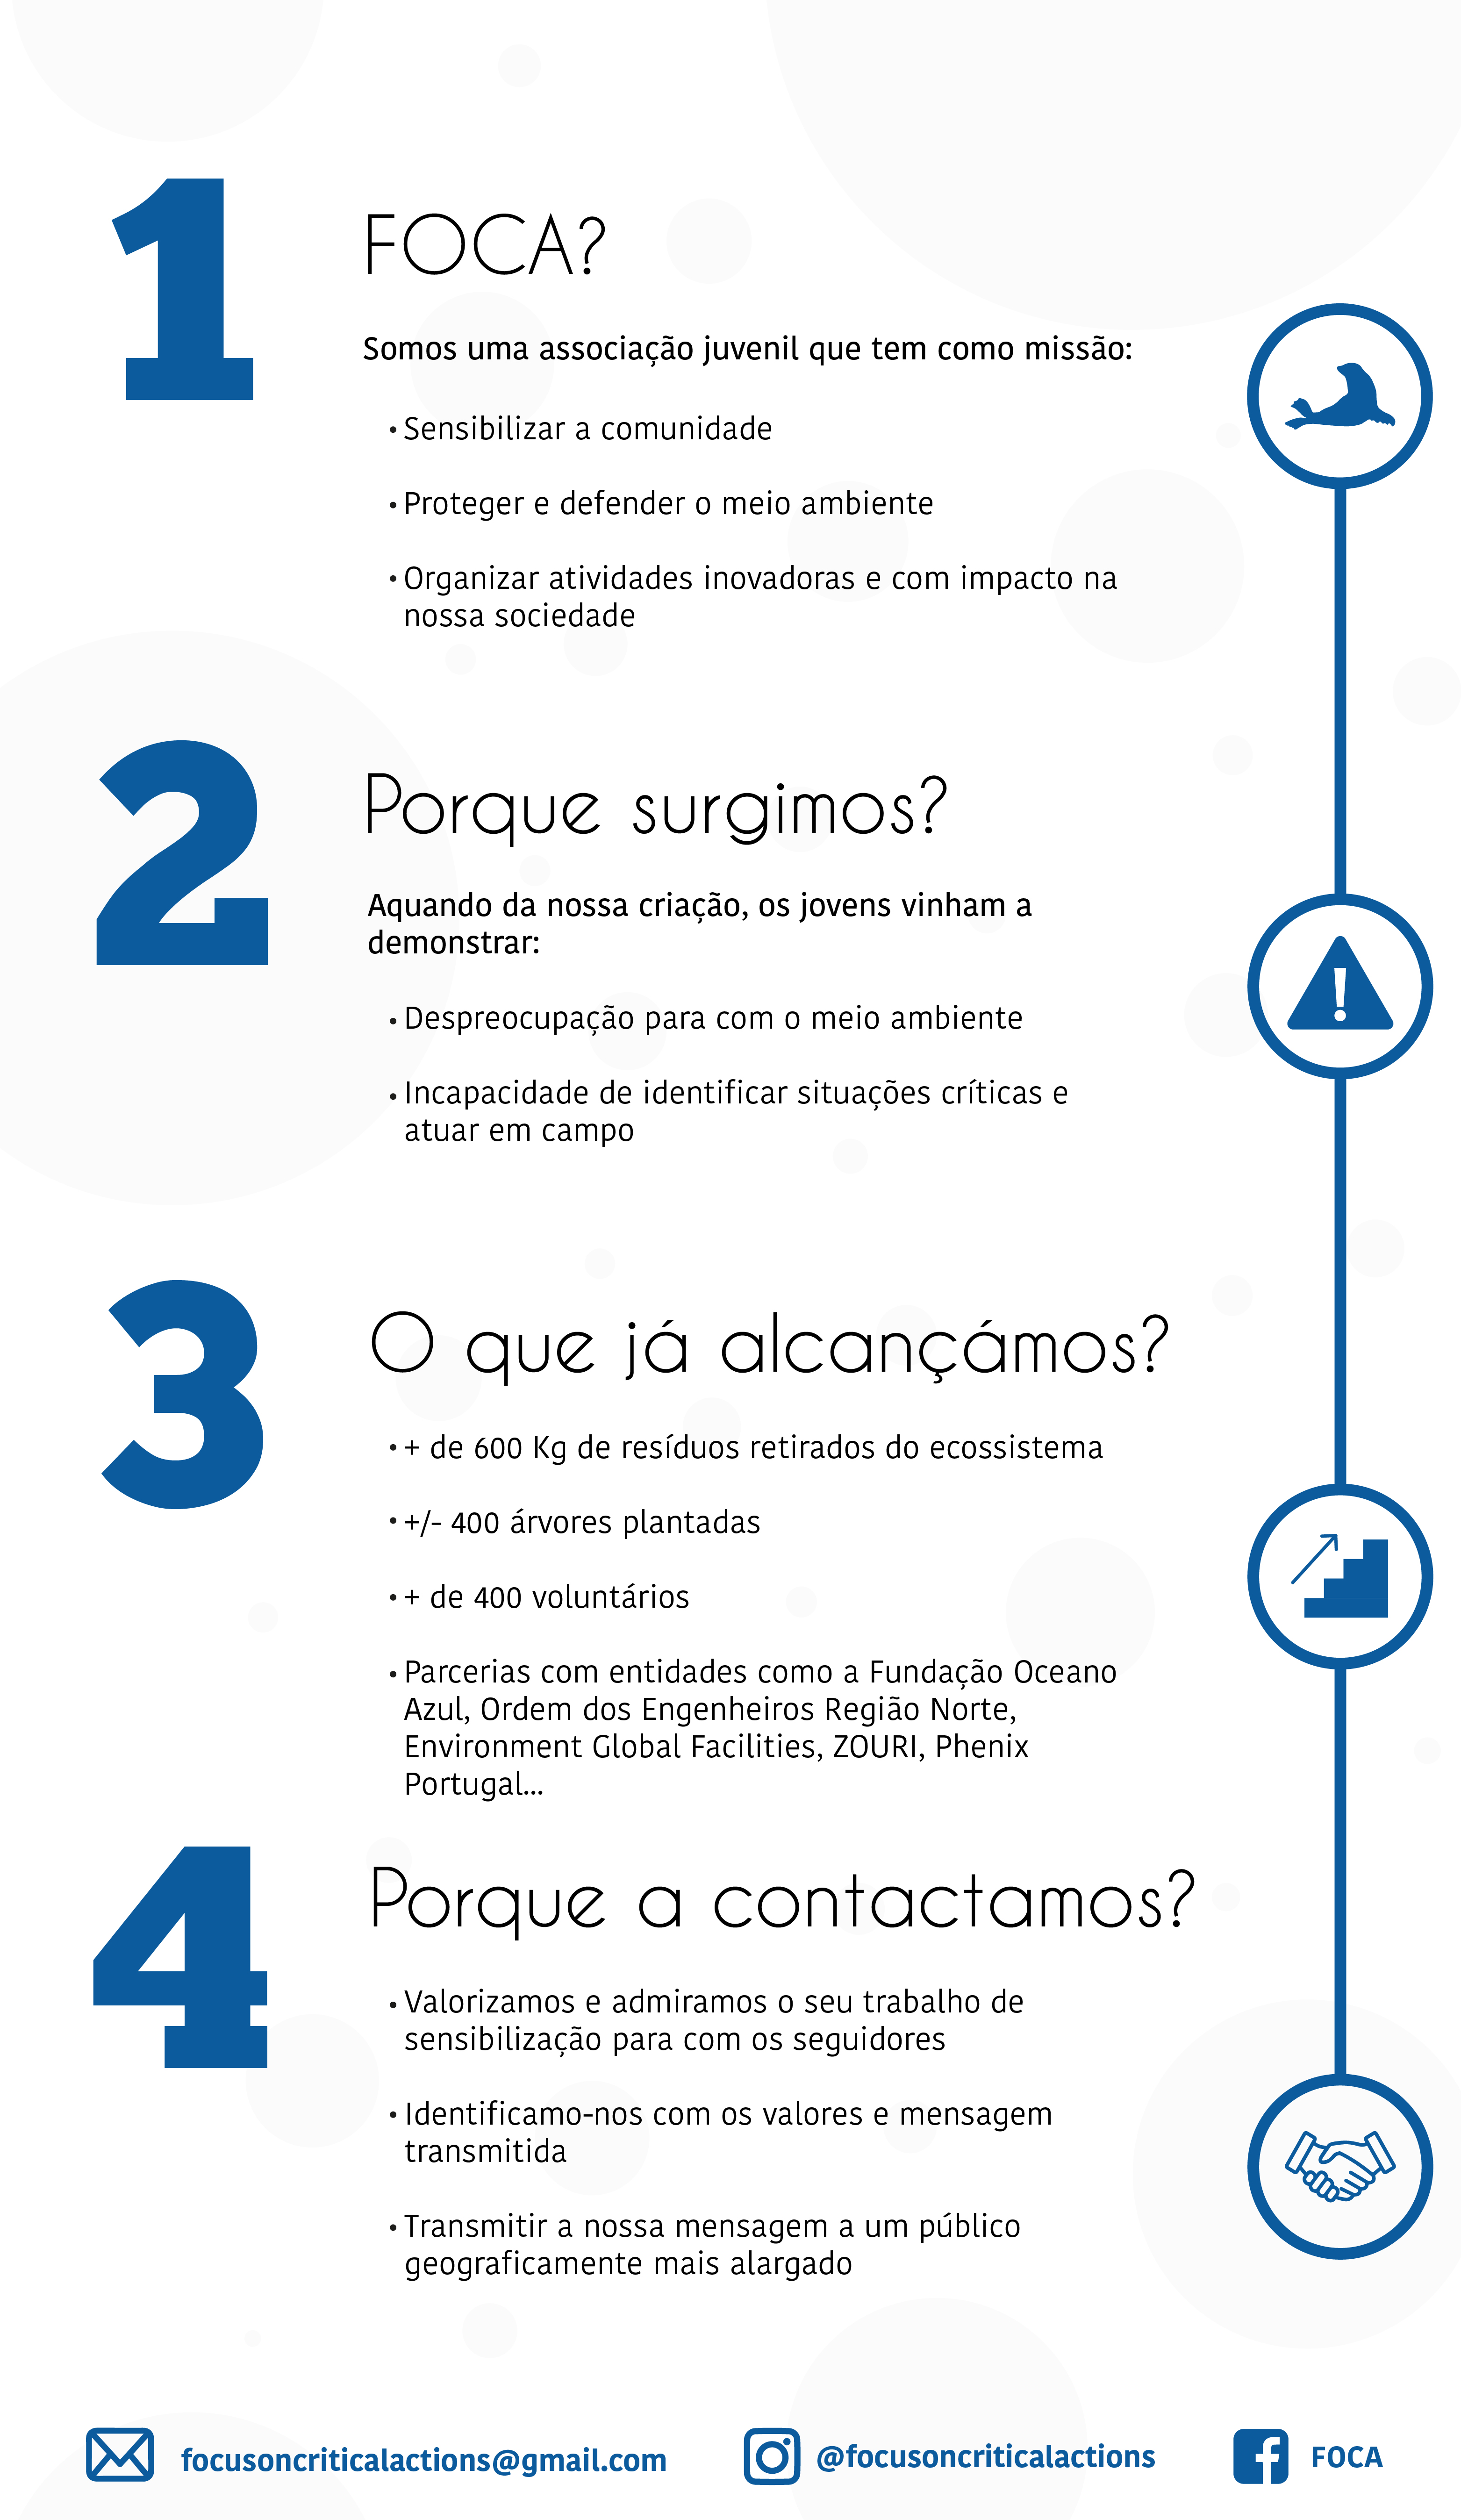 1
FOCA?
Somos uma associação juvenil que tem como missão:
• Sensibilizar a comunidade
• Proteger e defender o meio ambiente
• Organizar atividades inovadoras e com impacto na
nossa sociedade
2
Porque surgimos?
Aquando da nossa criação, os jovens vinham a
demonstrar:
• Despreocupação para com o meio ambiente
• Incapacidade de identificar situações críticas e
atuar em campo
3
O que já alcançámos?
• + de 600 Kg de resíduos retirados do ecossistema
• +/- 400 árvores plantadas
• + de 400 voluntários
• Parcerias com entidades como a Fundação Oceano
Azul, Ordem dos Engenheiros Região Norte,
Environment Global Facilities, ZOURI, Phenix
Portugal...
4
Porque a contactamos?
• Valorizamos e admiramos o seu trabalho de
sensibilização para com os seguidores
• Identificamo-nos com os valores e mensagem
transmitida
• Transmitir a nossa mensagem a um público
geograficamente mais alargado
focusoncriticalactions@gmail.com
@focusoncriticalactions
FOCA